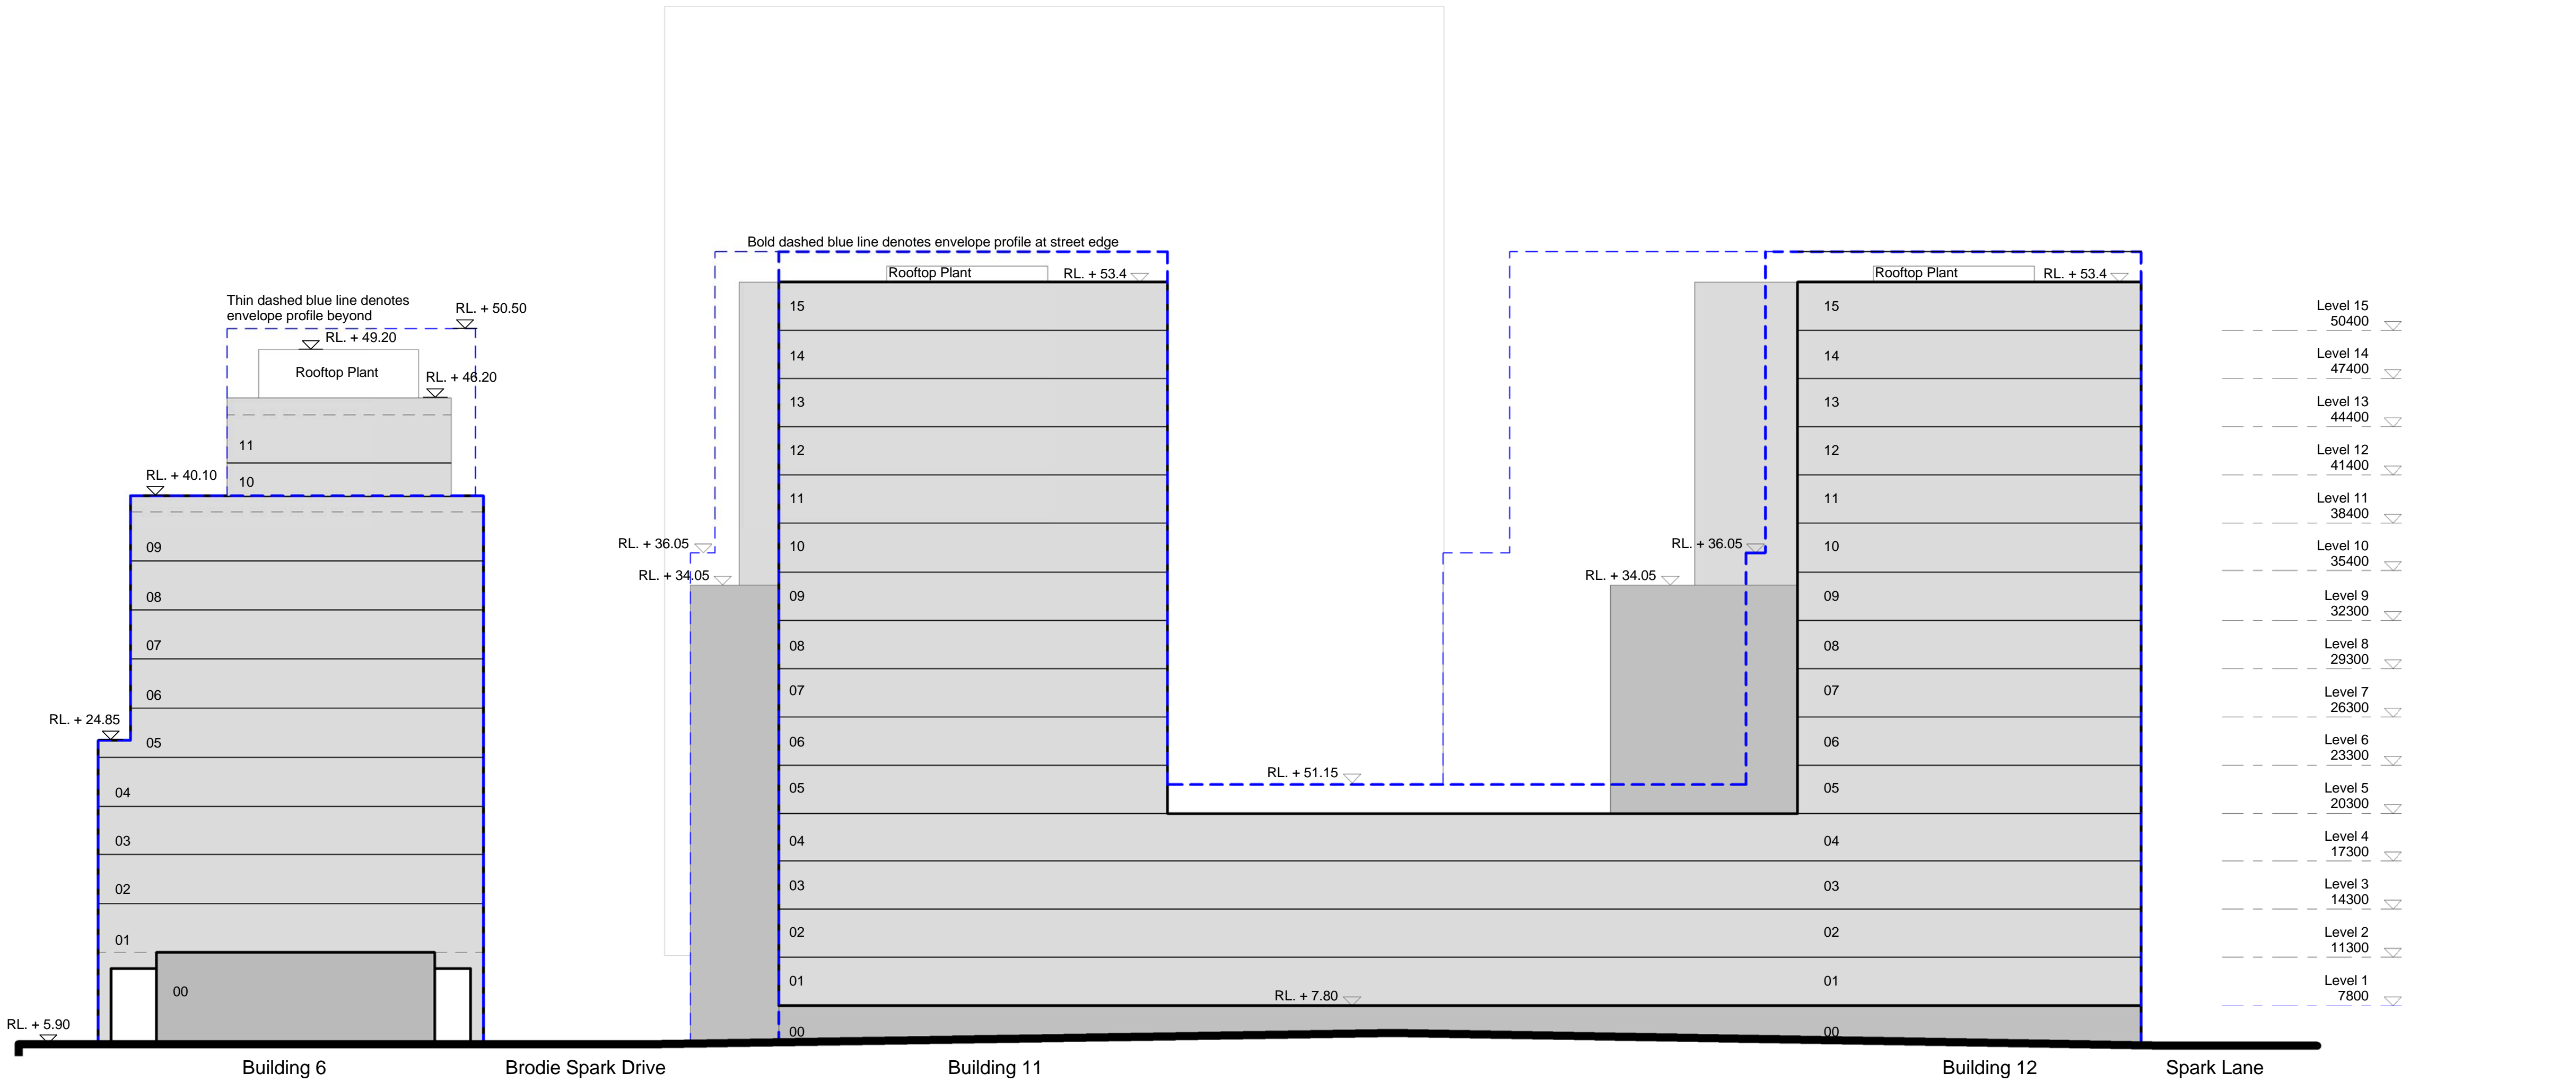 Bold dashed blue line denotes envelope profile at street edge
Rooftop Plant
RL. + 53.4
Rooftop Plant
RL. + 53.4
Thin dashed blue line denotes
envelope profile beyond
RL. + 50.50
RL. + 49.20
Rooftop Plant
RL. + 46.20
11
RL. + 40.10
10
09
08
07
06
RL. + 24.85
05
04
03
02
01
00
RL. + 5.90
15
14
13
12
11
RL. + 36.05
10
RL. + 34.05
09
08
07
06
05
04
03
02
01
00
RL. + 51.15
RL. + 7.80
15
14
13
12
11
RL. + 36.05
10
RL. + 34.05
09
08
07
06
05
04
03
02
01
00
Level 15
50400
Level 14
47400
Level 13
44400
Level 12
41400
Level 11
38400
Level 10
35400
Level 9
32300
Level 8
29300
Level 7
26300
Level 6
23300
Level 5
20300
Level 4
17300
Level 3
14300
Level 2
11300
Level 1
7800
Building 6
Brodie Spark Drive
Building 11
Building 12
Spark Lane